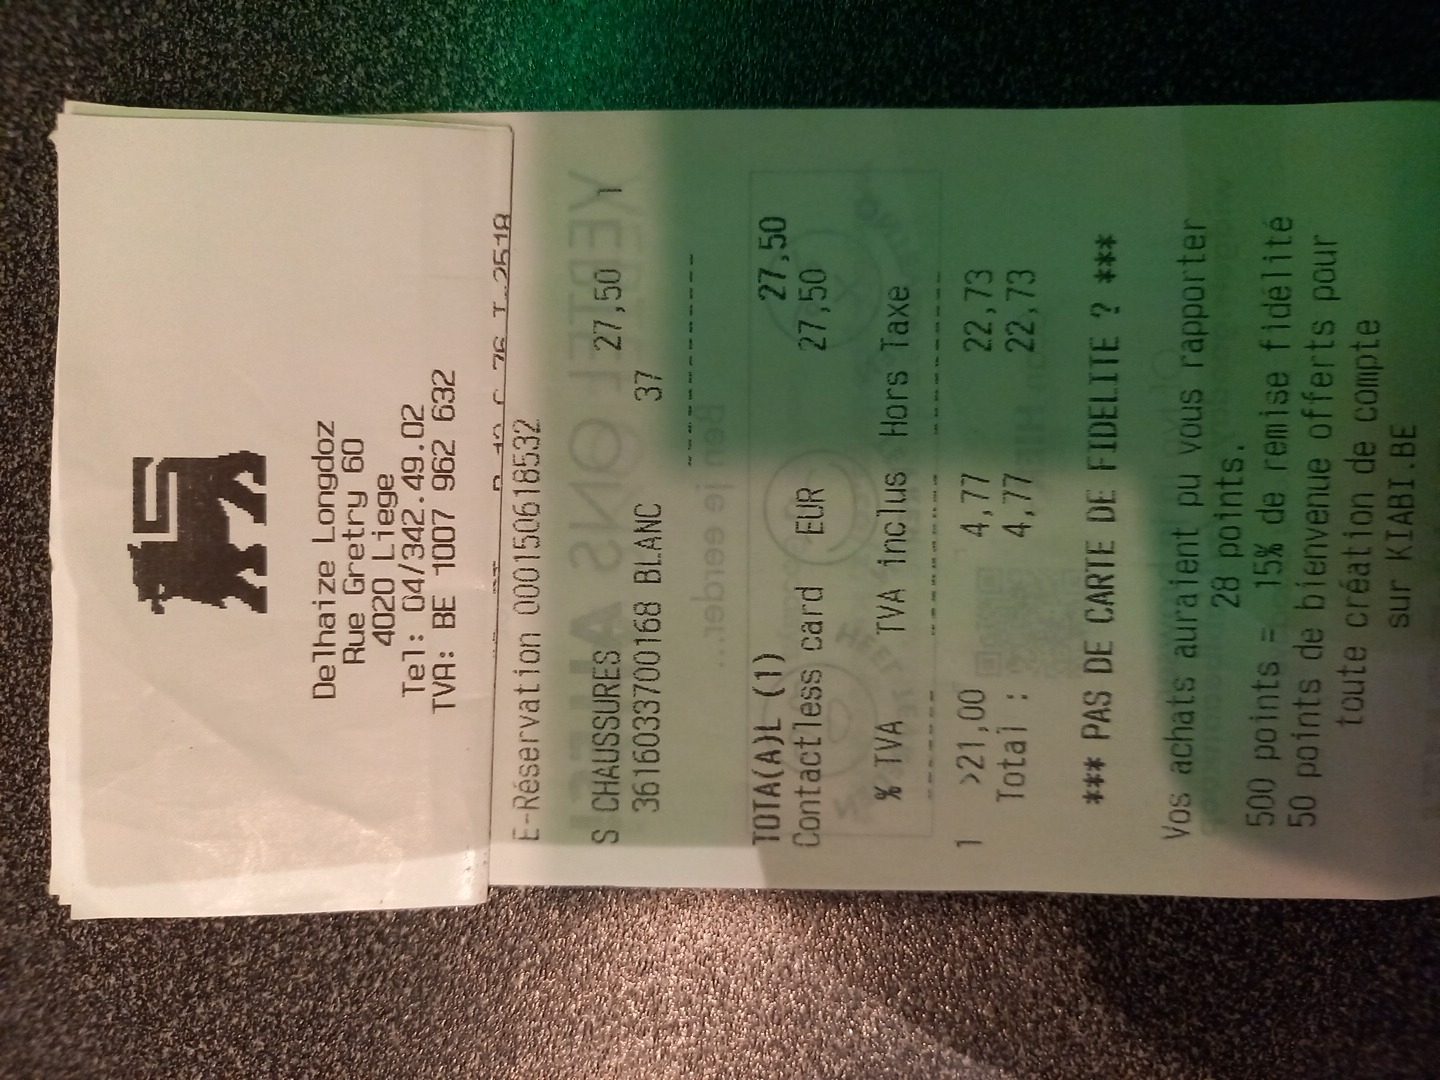 Delhaize Longdoz
Rue Gretry 60
4020 Liege
Tel: 04/342.49.02
TVA: BE 1007 962 632
E-Réservation 000150618532
S CHAUSSURES 27,50 1
3616033700168 BLANC 37
TOTA(A)L (1) 27,50
Contactless card EUR 27,50
% TVA TVA inclus Hors Taxe
1 >21,00 4,77 22,73
Total : 4,77 22,73
*** PAS DE CARTE DE FIDELITE ? ***
Vos achats auraient pu vous rapporter
28 points.
500 points = 15% de remise fidélité
50 points de bienvenue offerts pour
toute création de compte
sur KIABI.BE